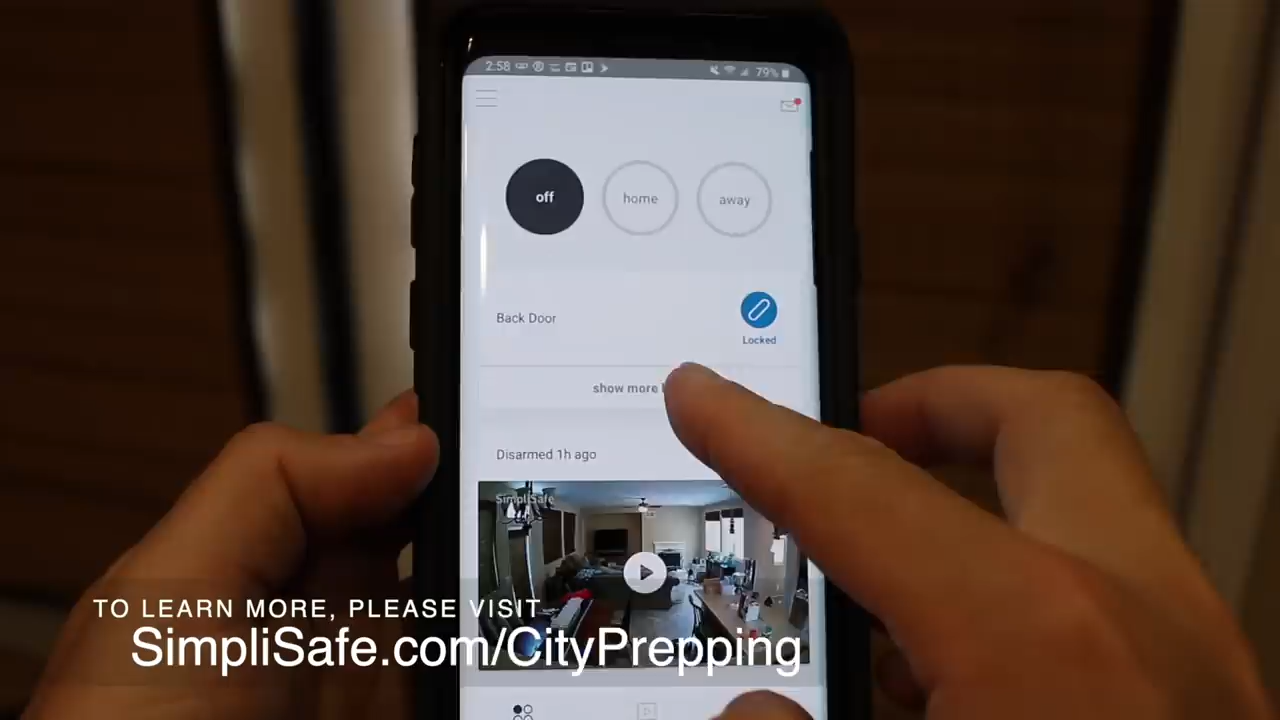 2:58
79%
off
home
away
Back Door
Locked
show more
Disarmed 1h ago
SimpliSafe
TO LEARN MORE, PLEASE VISIT
SimpliSafe.com/CityPrepping